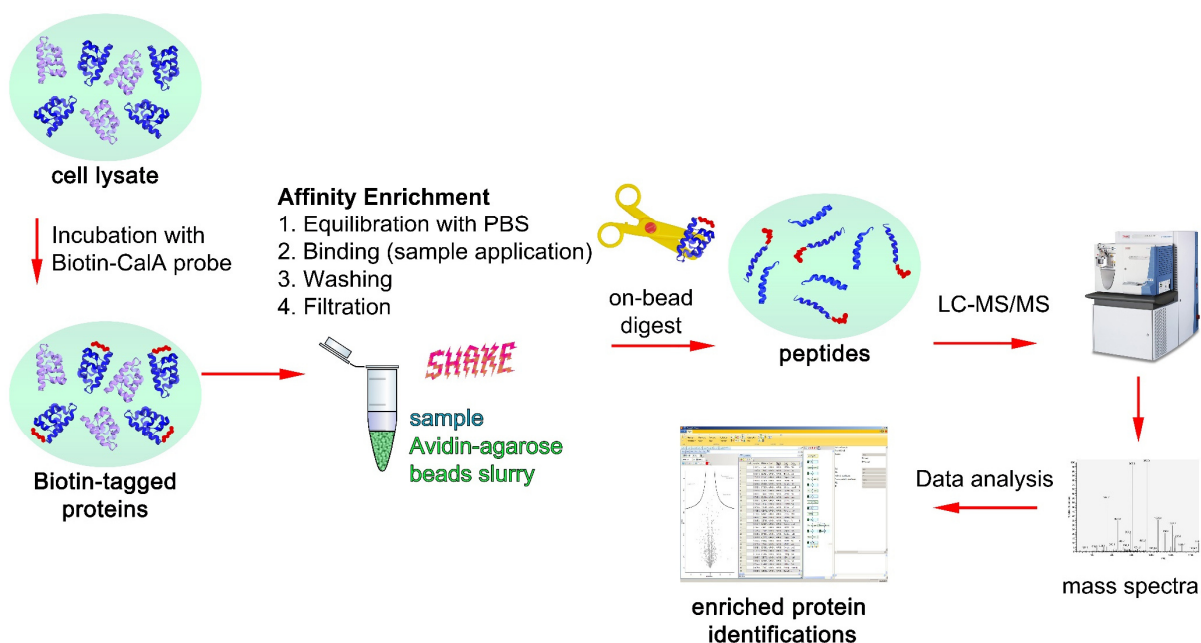 cell lysate
Incubation with
Biotin-CalA probe
Biotin-tagged
proteins
Affinity Enrichment
1. Equilibration with PBS
2. Binding (sample application)
3. Washing
4. Filtration
SHAKE
sample
Avidin-agarose
beads slurry
on-bead
digest
peptides
LC-MS/MS
mass spectra
Data analysis
enriched protein
identifications